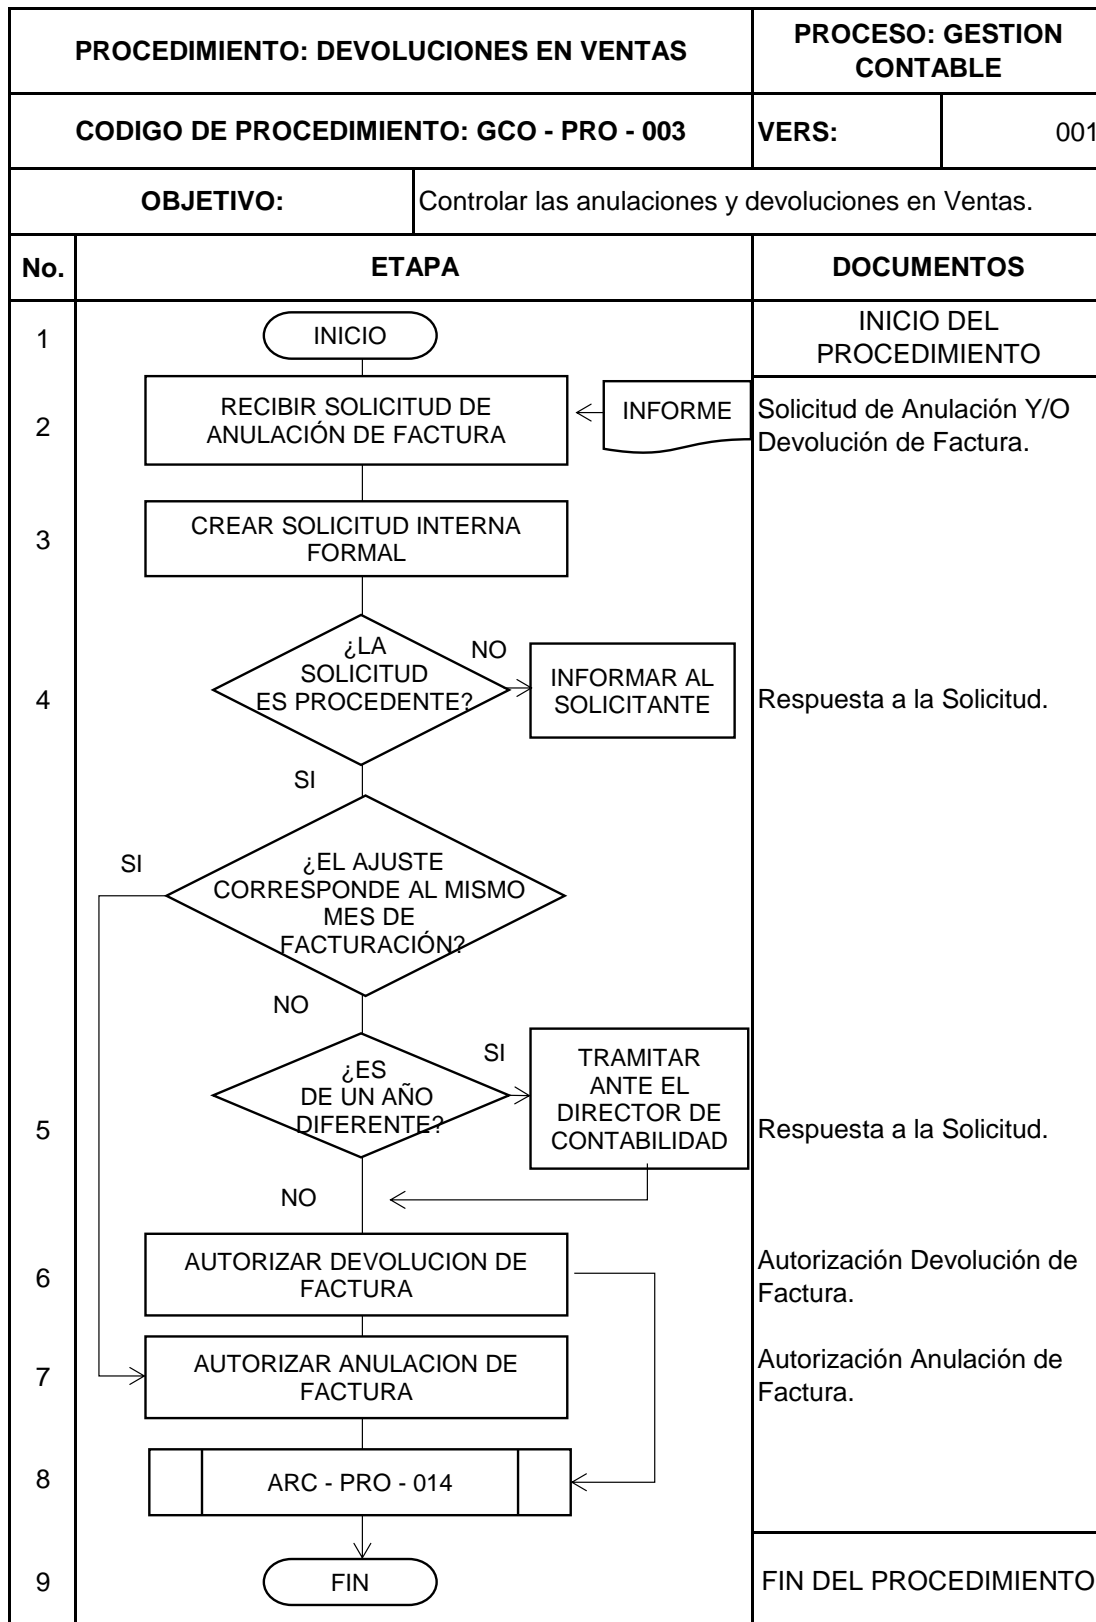 PROCEDIMIENTO: DEVOLUCIONES EN VENTAS
PROCESO: GESTION
CONTABLE
CODIGO DE PROCEDIMIENTO: GCO - PRO - 003
VERS:
001
OBJETIVO:
Controlar las anulaciones y devoluciones en Ventas.
No.
ETAPA
DOCUMENTOS
1
INICIO
INICIO DEL
PROCEDIMIENTO
2
RECIBIR SOLICITUD DE
ANULACIÓN DE FACTURA
INFORME
Solicitud de Anulación Y/O
Devolución de Factura.
3
CREAR SOLICITUD INTERNA
FORMAL
4
¿LA
SOLICITUD
ES PROCEDENTE?
NO
INFORMAR AL
SOLICITANTE
Respuesta a la Solicitud.
SI
SI
¿EL AJUSTE
CORRESPONDE AL MISMO
MES DE
FACTURACIÓN?
NO
5
¿ES
DE UN AÑO
DIFERENTE?
SI
TRAMITAR
ANTE EL
DIRECTOR DE
CONTABILIDAD
Respuesta a la Solicitud.
NO
6
AUTORIZAR DEVOLUCION DE
FACTURA
Autorización Devolución de
Factura.
7
AUTORIZAR ANULACION DE
FACTURA
Autorización Anulación de
Factura.
8
ARC - PRO - 014
9
FIN
FIN DEL PROCEDIMIENTO